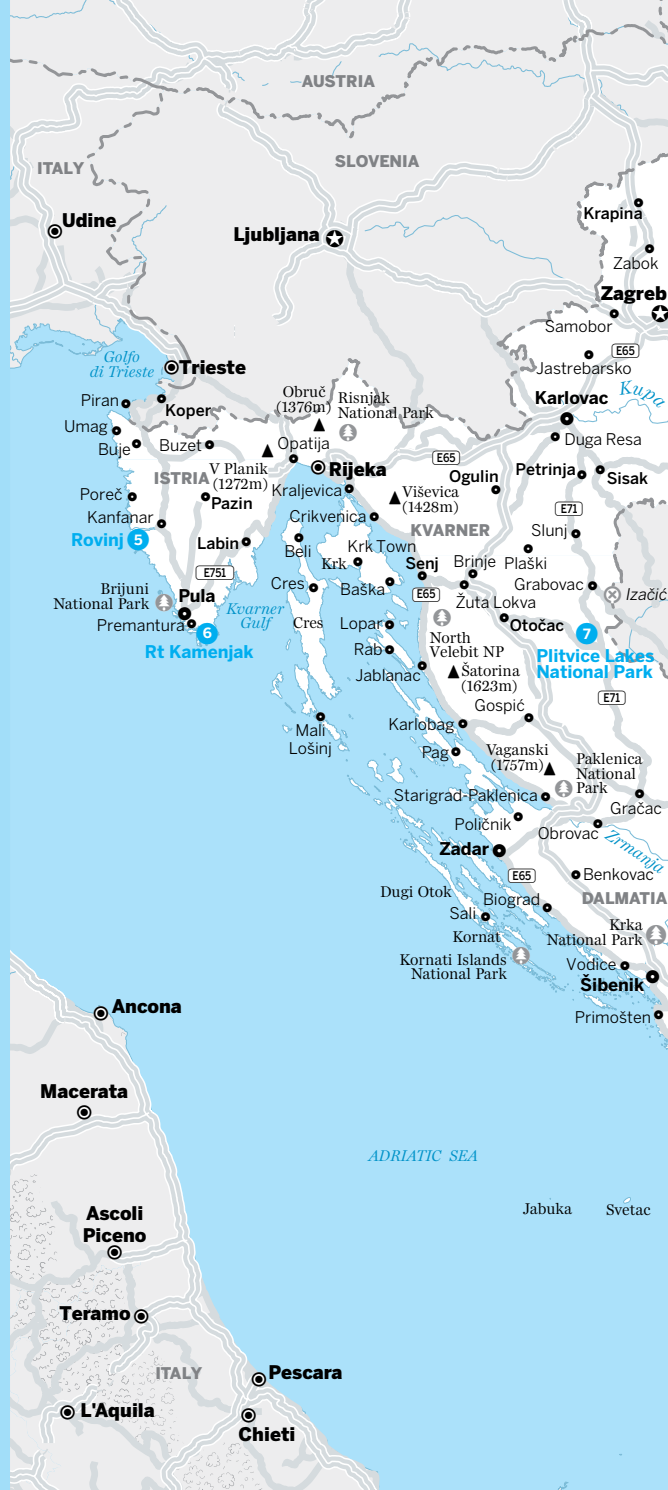 AUSTRIA
ITALY
SLOVENIA
Udine
Ljubljana
Krapina
Zabok
Zagreb
Samobor
Golfo
di Trieste
Trieste
E65
Jastrebarsko
Obruč
(1376m)
Risnjak
National Park
Piran
Koper
Karlovac
Kupa
Umag
Buje
Buzet
Opatija
Duga Resa
V Planik
(1272m)
Rijeka
E65
Ogulin
Petrinja
Sisak
ISTRIA
Poreč
Pazin
Kraljevica
Viševica
(1428m)
E71
Kanfanar
Crikvenica
KVARNER
Slunj
Rovinj 5
Labin
Beli
Krk Town
Krk
Senj
Brinje
Plaški
E751
Cres
Baška
E65
Žuta Lokva
Grabovac
Izačić
Brijuni
National Park
Pula
Kvarner
Gulf
Cres
Lopar
Otočac
Premantura
6
Rt Kamenjak
North
Velebit NP
7
Plitvice Lakes
National Park
Rab
Jablanac
Šatorina
(1623m)
E71
Gospić
Mali
Lošinj
Karlobag
Pag
Vaganski
(1757m)
Paklenica
National
Park
Starigrad-Paklenica
Gračac
Poličnik
Obrovac
Zrmanja
Zadar
E65
Benkovac
Dugi Otok
Biograd
DALMATIA
Sali
Krka
National Park
Kornat
Kornati Islands
National Park
Vodice
Šibenik
Primošten
Ancona
Macerata
ADRIATIC SEA
Jabuka
Svetac
Ascoli
Piceno
Teramo
ITALY
Pescara
L'Aquila
Chieti